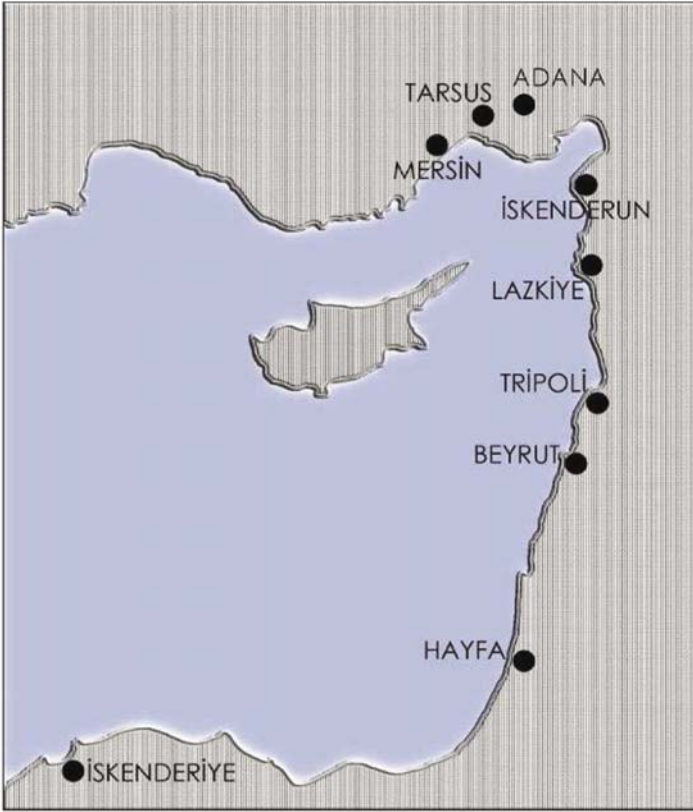 ADANA
TARSUS
MERSİN
İSKENDERUN
LAZKİYE
TRİPOLİ
BEYRUT
HAYFA
İSKENDERİYE